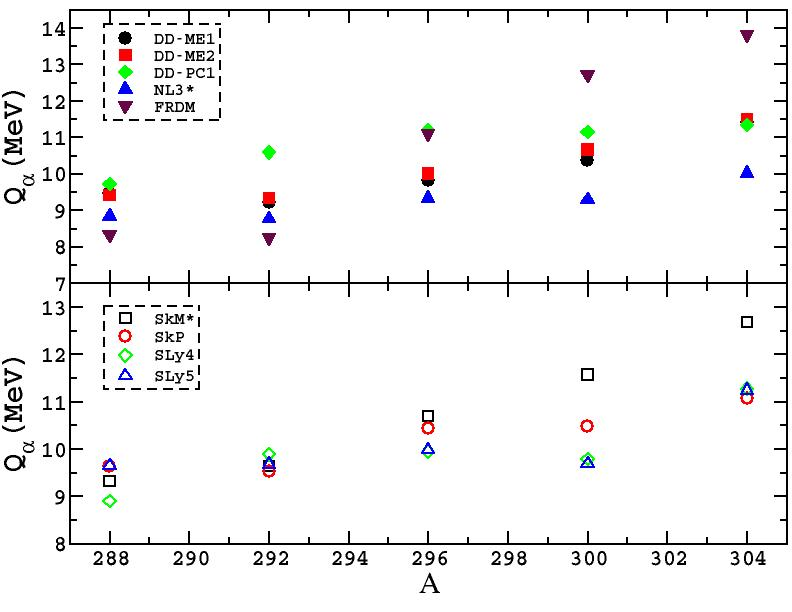 14
13
12
11
10
9
8
7
Qα (MeV)
DD-ME1
DD-ME2
DD-PC1
NL3*
FRDM
13
12
11
10
9
8
Qα (MeV)
SkM*
SkP
SLy4
SLy5
288 290 292 294 296 298 300 302 304
A